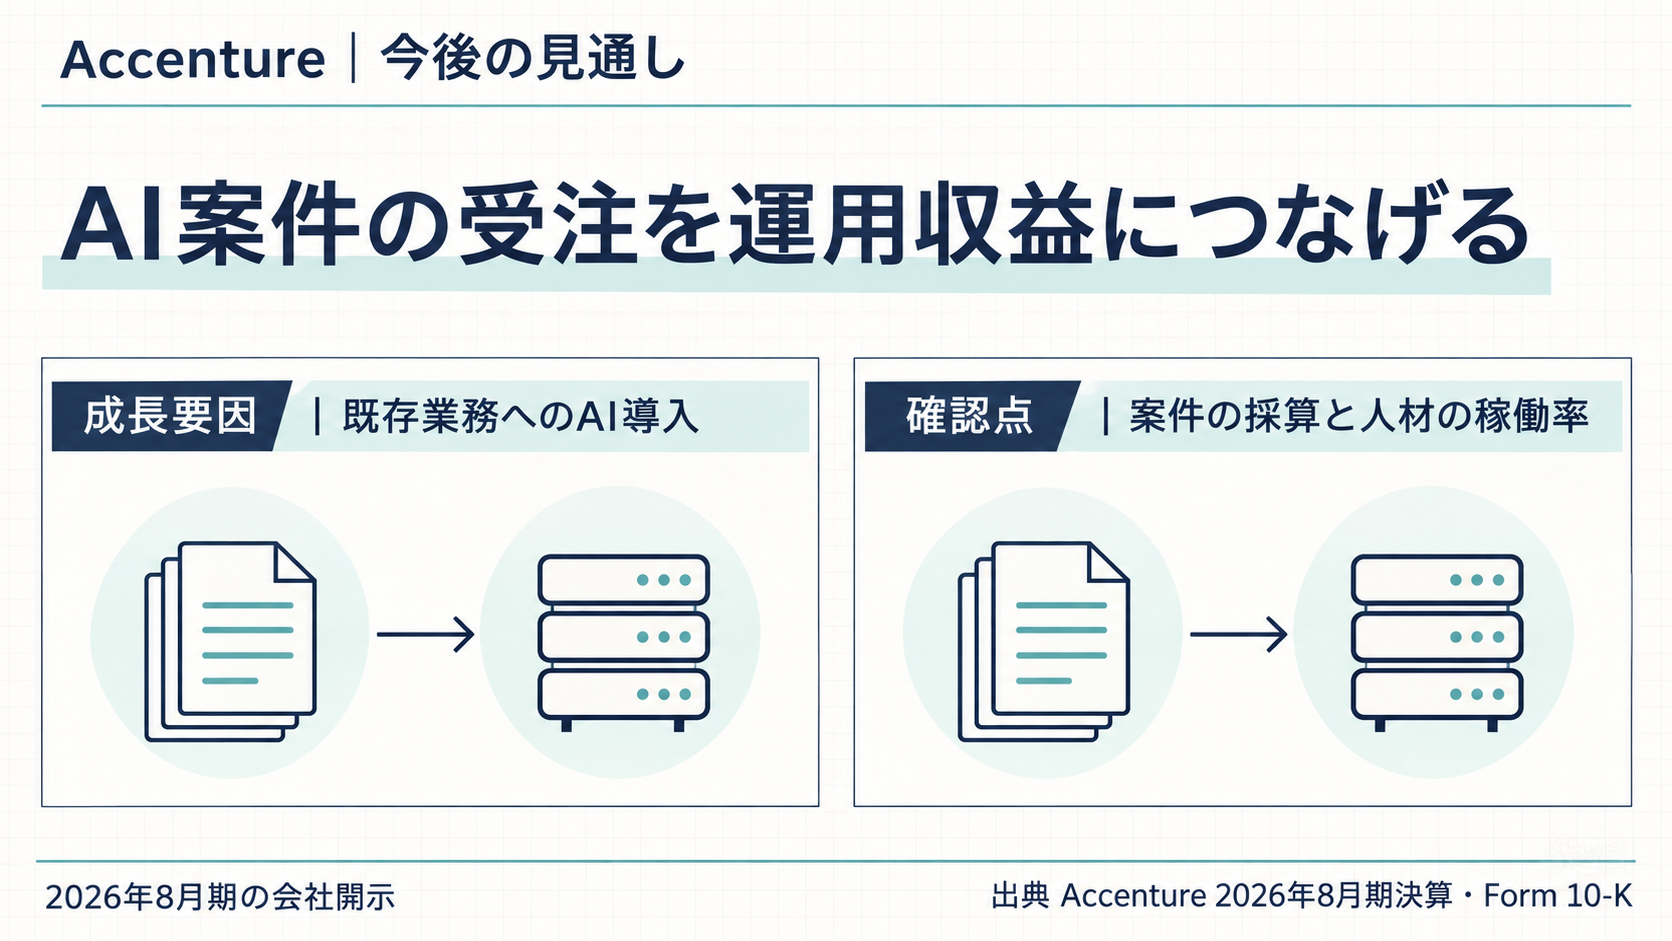 Accenture｜今後の見通し
AI案件の受注を運用収益につなげる
成長要因｜既存業務へのAI導入
確認点｜案件の採算と人材の稼働率
2026年8月期の会社開示
出典 Accenture 2026年8月期決算・Form 10-K